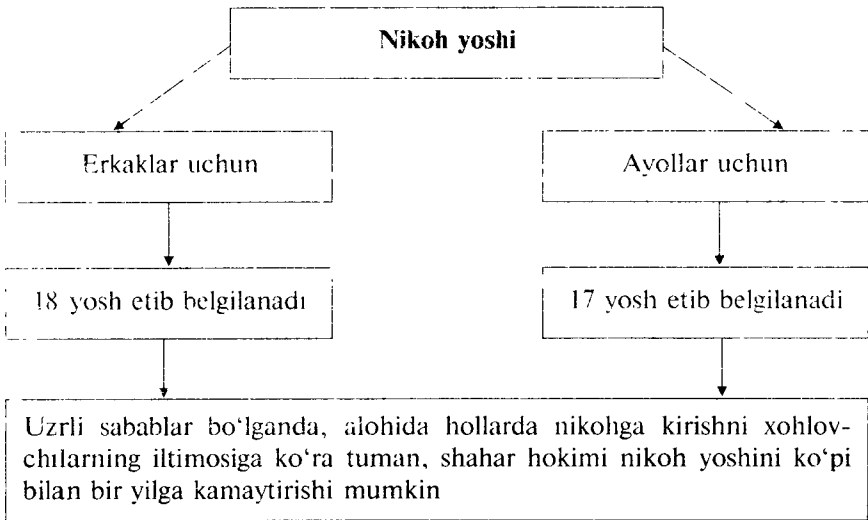 Nikoh yoshi
Erkaklar uchun
Ayollar uchun
18 yosh etib belgilanadi
17 yosh etib belgilanadi
Uzrli sabablar bo‘lganda, alohida hollarda nikohga kirishni xohlov-
chilarning iltimosiga ko‘ra tuman, shahar hokimi nikoh yoshini ko‘pi
bilan bir yilga kamaytirishi mumkin